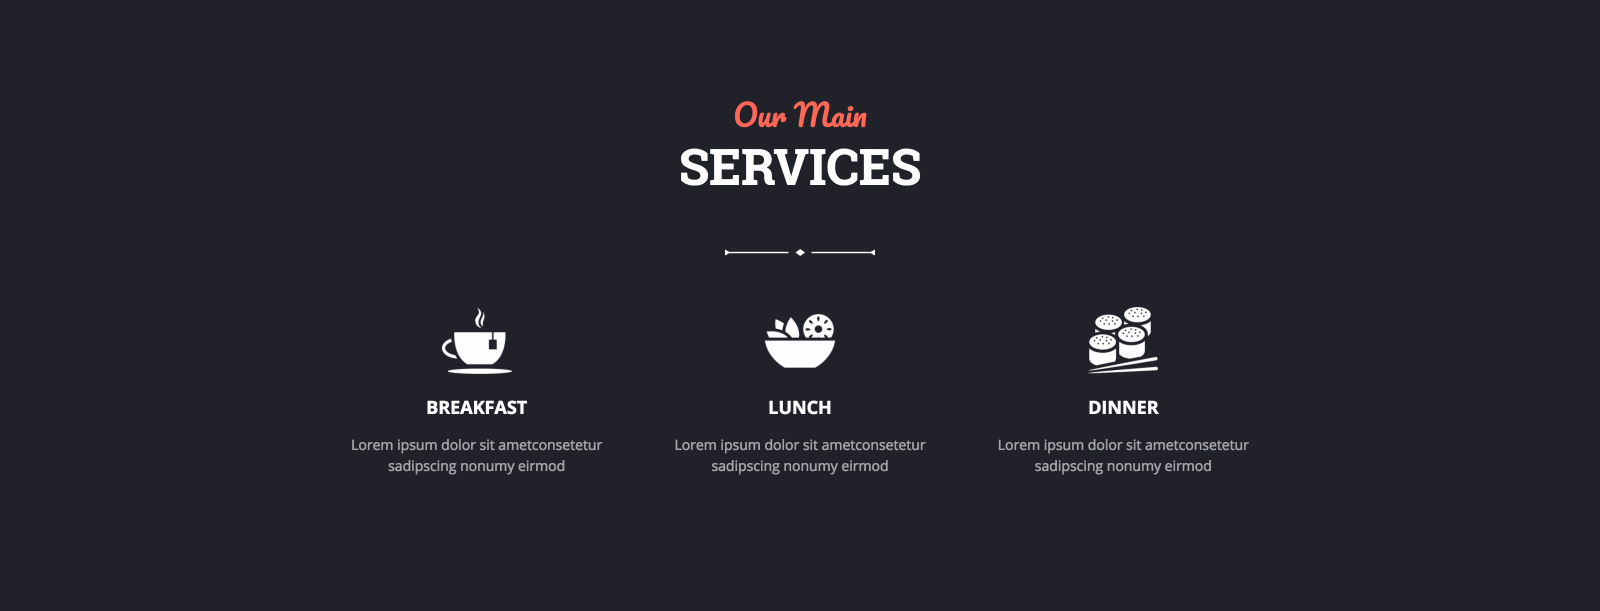 Our Main
SERVICES
BREAKFAST
Lorem ipsum dolor sit ametconsetetur
sadipscing nonumy eirmod
LUNCH
Lorem ipsum dolor sit ametconsetetur
sadipscing nonumy eirmod
DINNER
Lorem ipsum dolor sit ametconsetetur
sadipscing nonumy eirmod